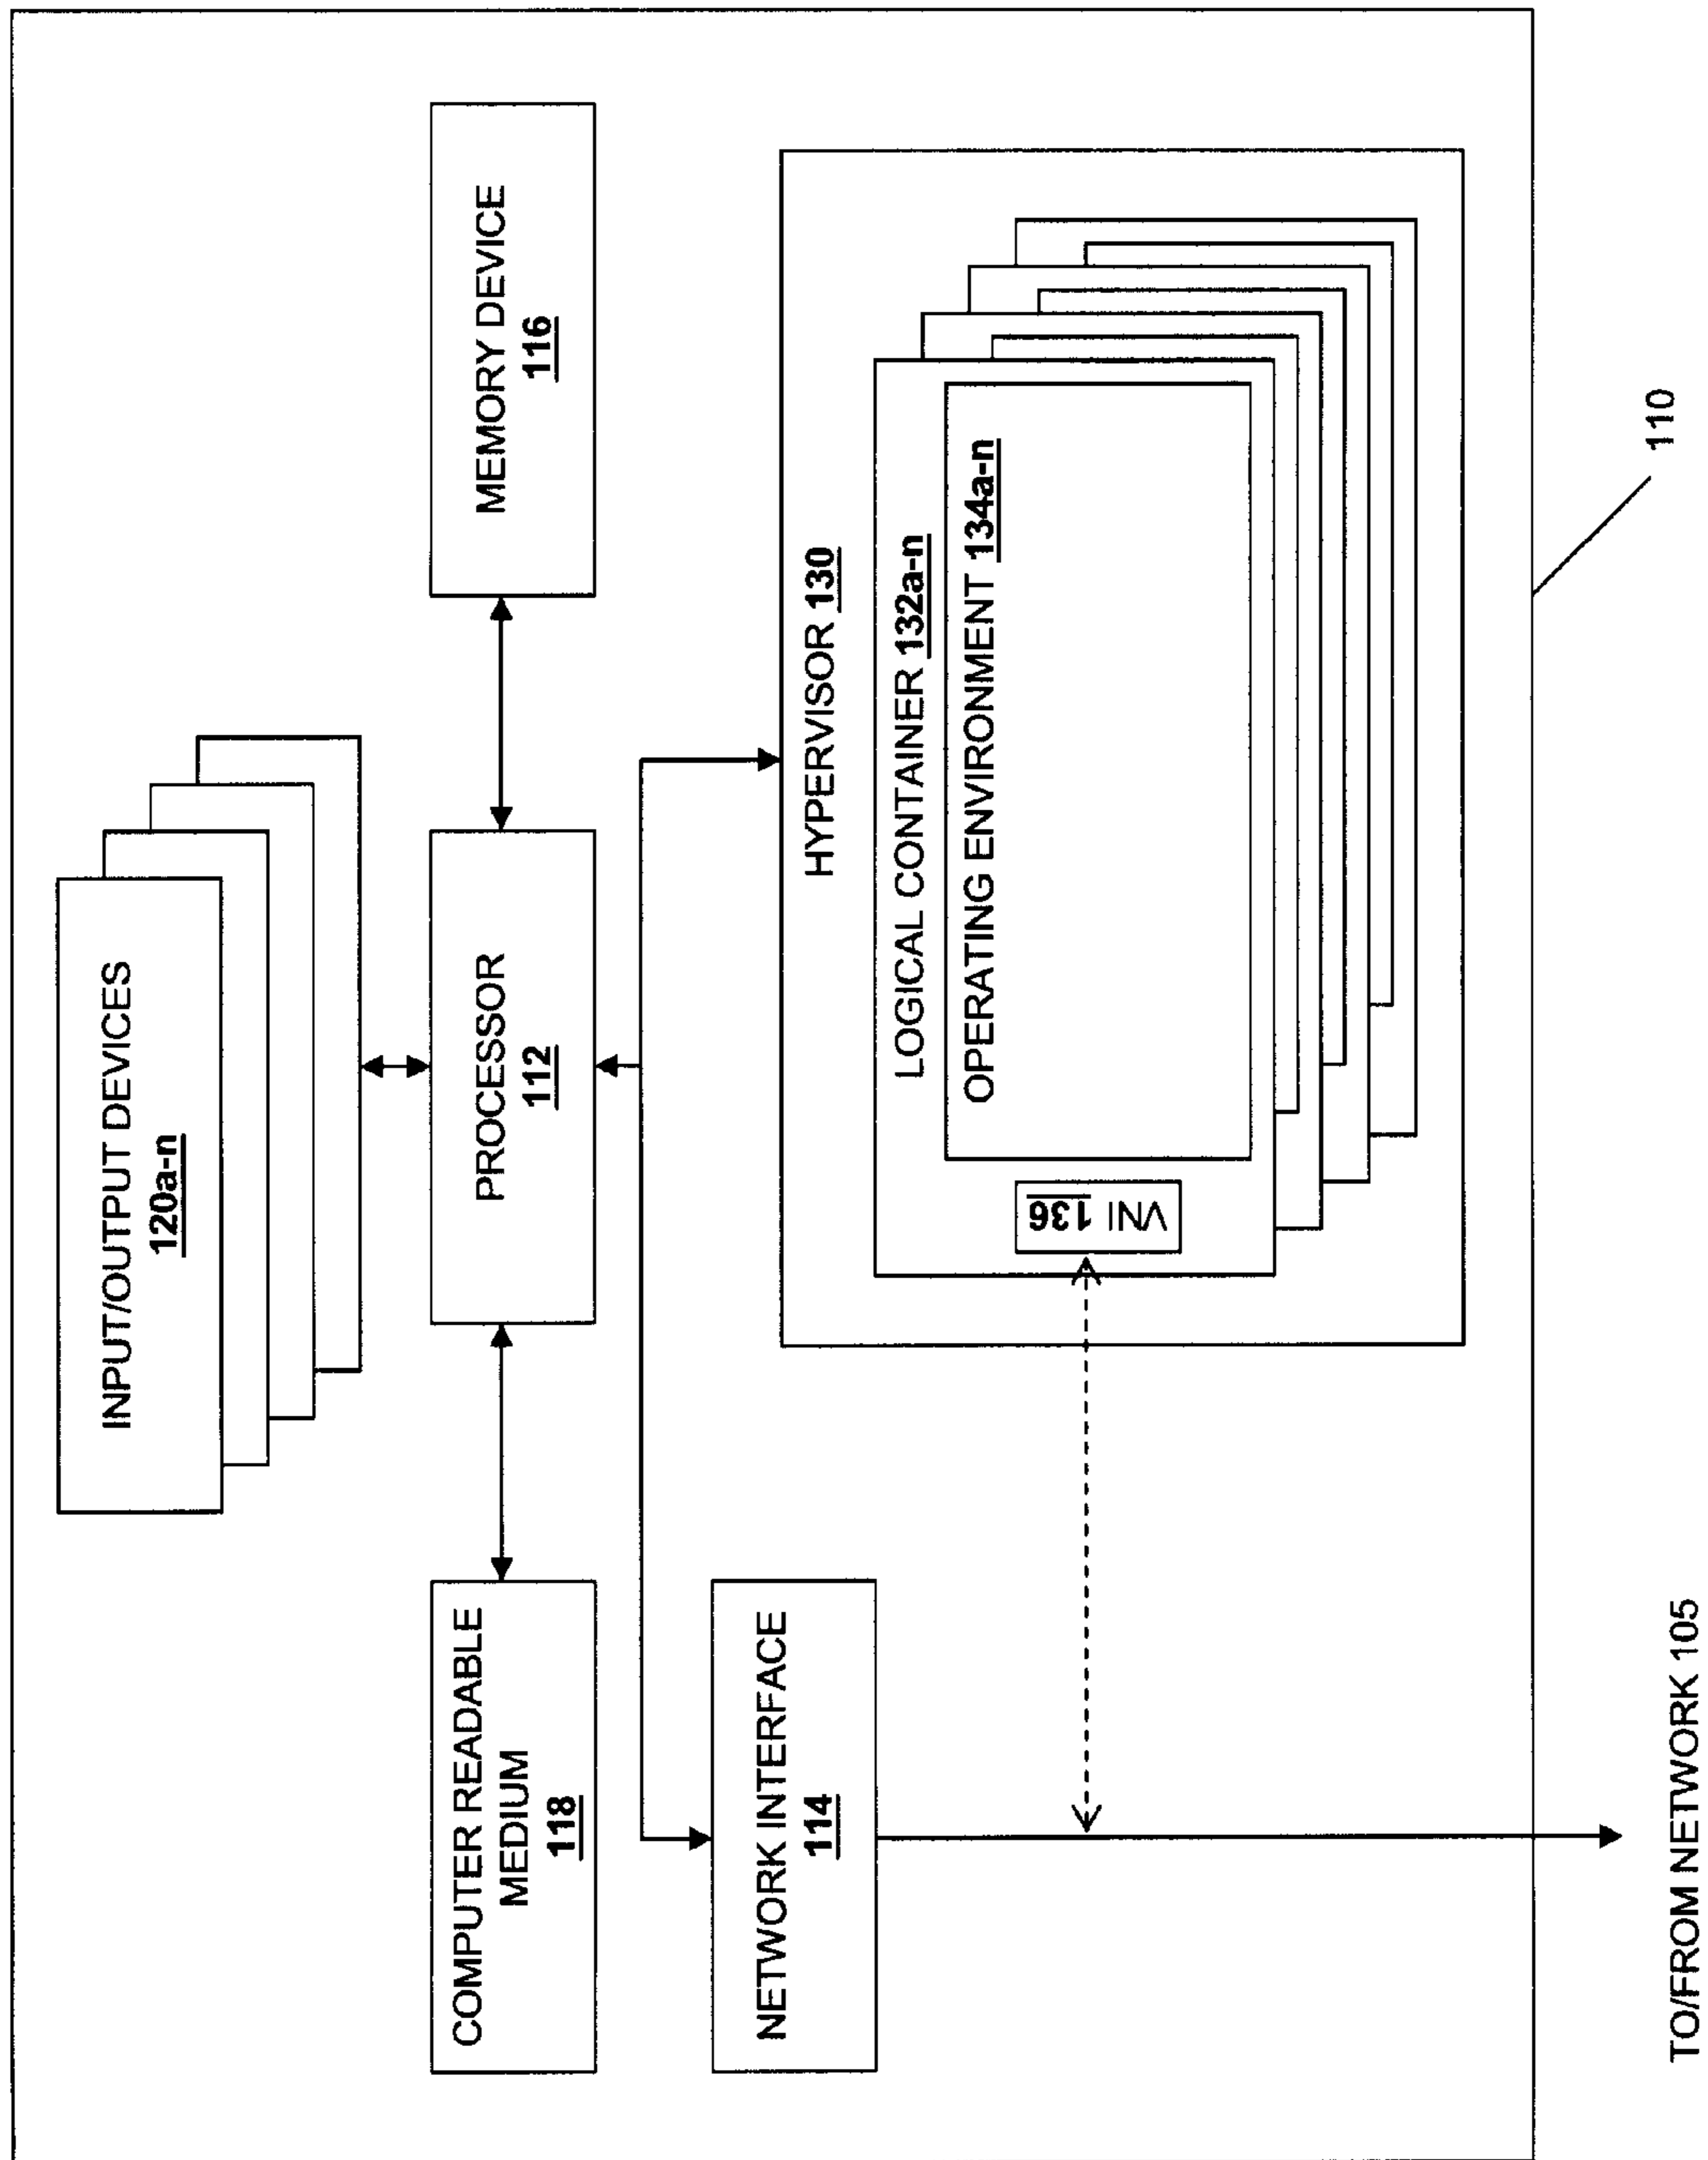 INPUT/OUTPUT DEVICES
120a-n
COMPUTER READABLE
MEDIUM
118
PROCESSOR
112
MEMORY DEVICE
116
NETWORK INTERFACE
114
HYPERVISOR 130
LOGICAL CONTAINER 132a-n
OPERATING ENVIRONMENT 134a-n
VNI 136
110
TO/FROM NETWORK 105